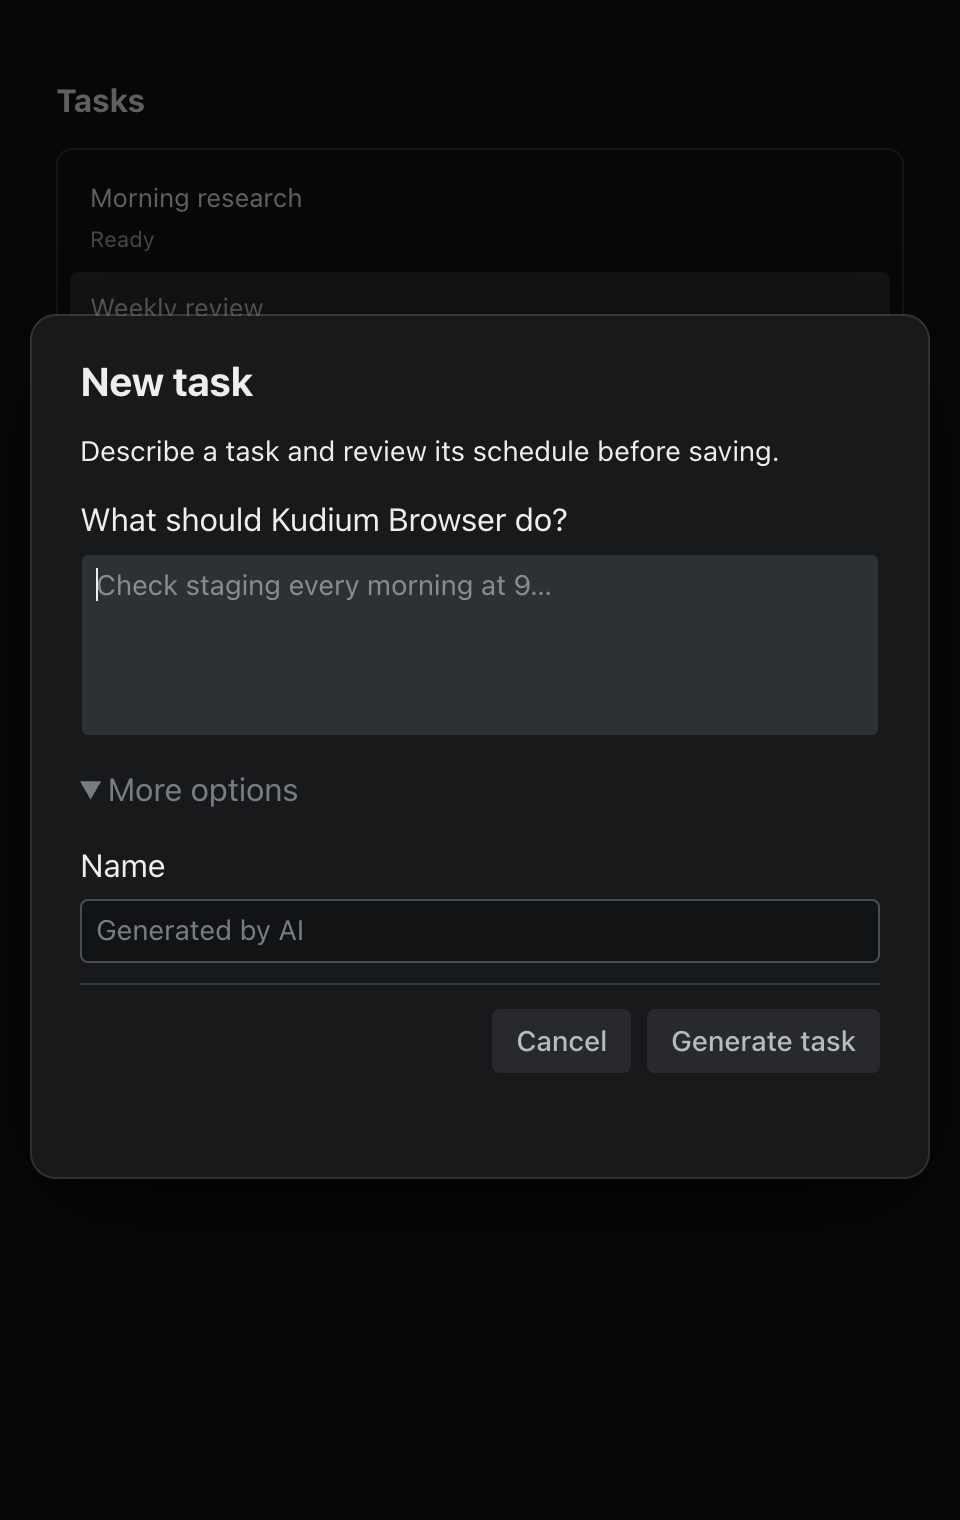 Tasks
Morning research
Ready
Weekly review
New task
Describe a task and review its schedule before saving.
What should Kudium Browser do?
Check staging every morning at 9...
▼ More options
Name
Generated by AI
Cancel
Generate task